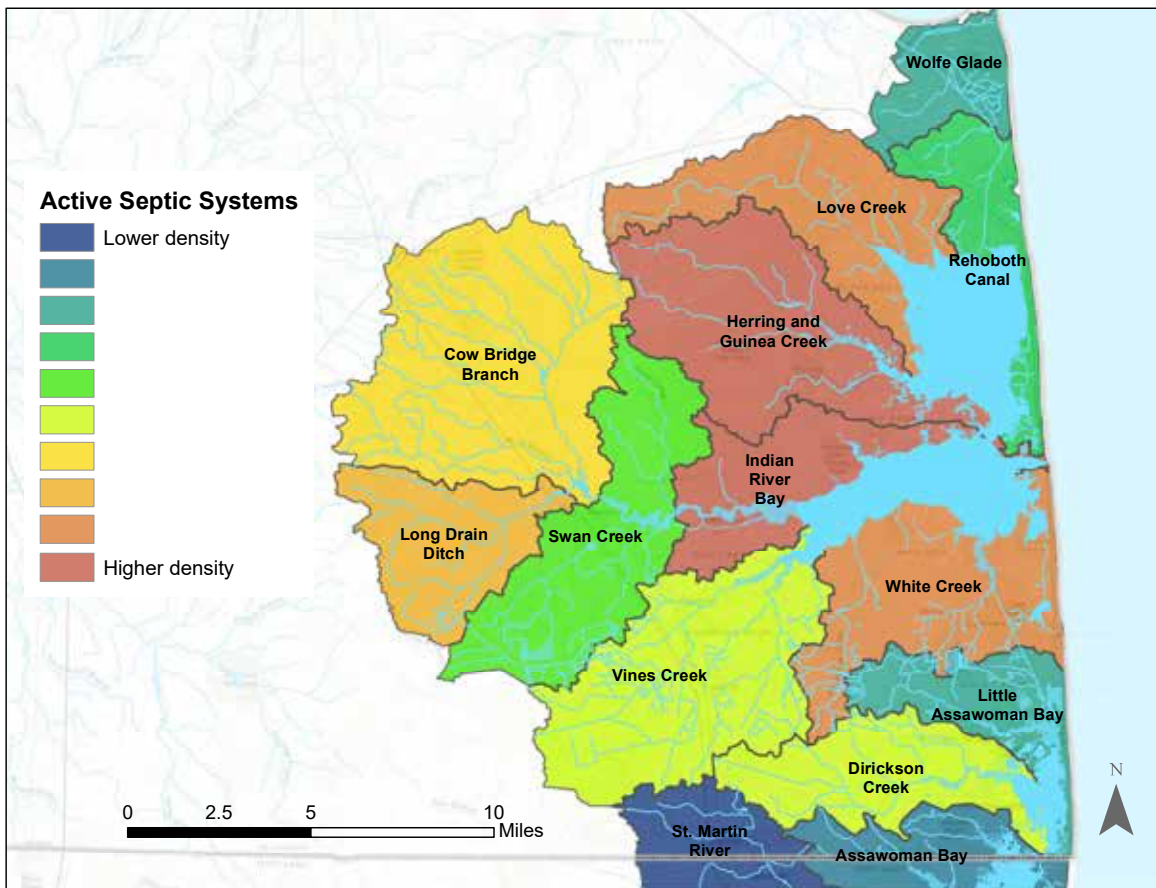 Wolfe Glade
Active Septic Systems
Lower density
Higher density
Love Creek
Rehoboth
Canal
Herring and
Guinea Creek
Cow Bridge
Branch
Indian
River
Bay
Long Drain
Ditch
Swan Creek
White Creek
Vines Creek
Little
Assawoman Bay
Dirickson
Creek
N
0 2.5 5 10
Miles
St. Martin
River
Assawoman Bay